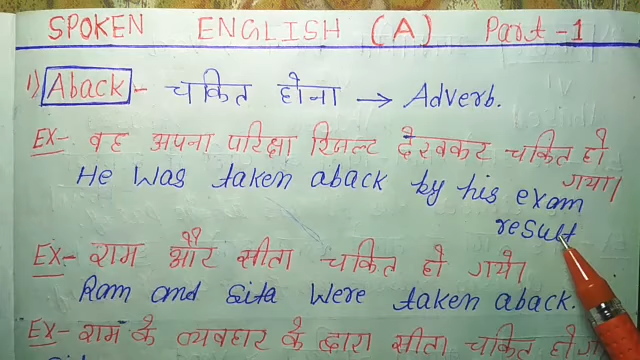 SPOKEN ENGLISH (A) Part-1
1) Aback - चकित होना → Adverb.
EX- वह अपना परिक्षा रिजल्ट देखकर चकित हो गया।
He was taken aback by his exam result
EX- राम और सीता चकित हो गये।
Ram and Sita were taken aback.
EX- राम के व्यवहार के द्वारा सीता चकित हो